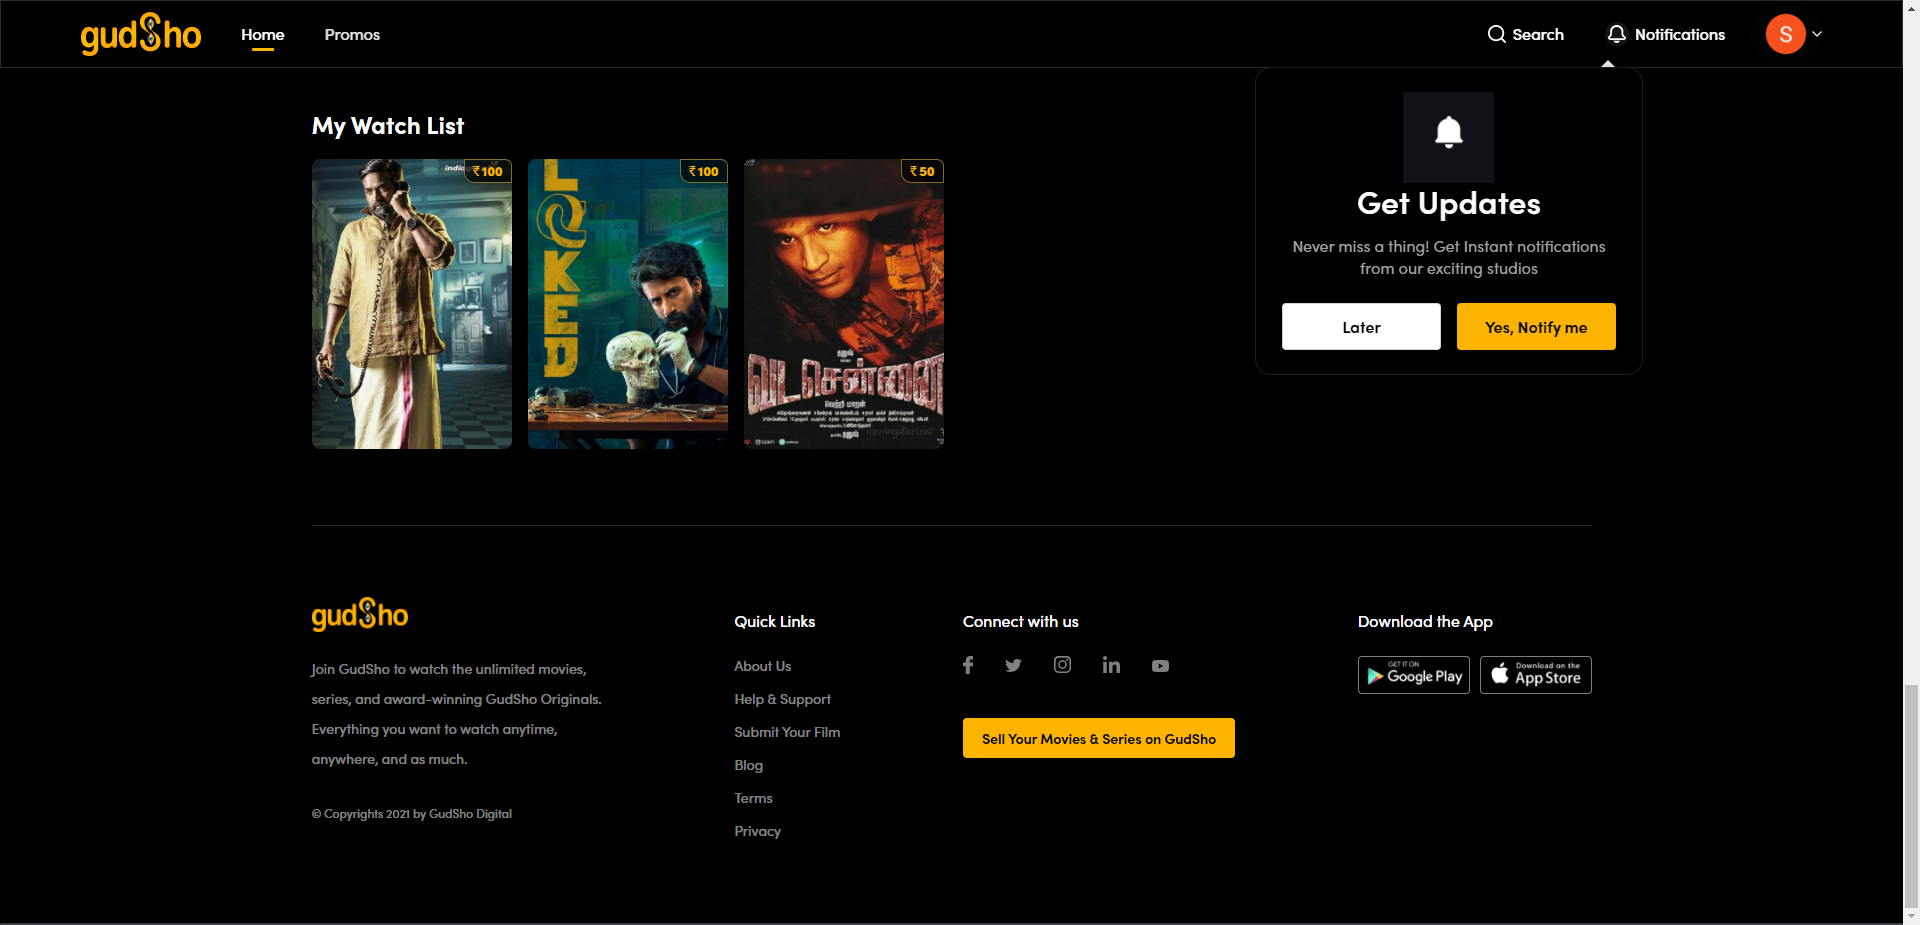 gudSho
Home
Promos
Search
Notifications
S
My Watch List
₹100
₹100
₹50
LOCKED
தனுஷ்
வடசென்னை
வெற்றி மாறன்
moviegalleri.net
Get Updates
Never miss a thing! Get Instant notifications
from our exciting studios
Later
Yes, Notify me
gudSho
Join GudSho to watch the unlimited movies,
series, and award-winning GudSho Originals.
Everything you want to watch anytime,
anywhere, and as much.
© Copyrights 2021 by GudSho Digital
Quick Links
About Us
Help & Support
Submit Your Film
Blog
Terms
Privacy
Connect with us
Sell Your Movies & Series on GudSho
Download the App
GET IT ON
Google Play
Download on the
App Store